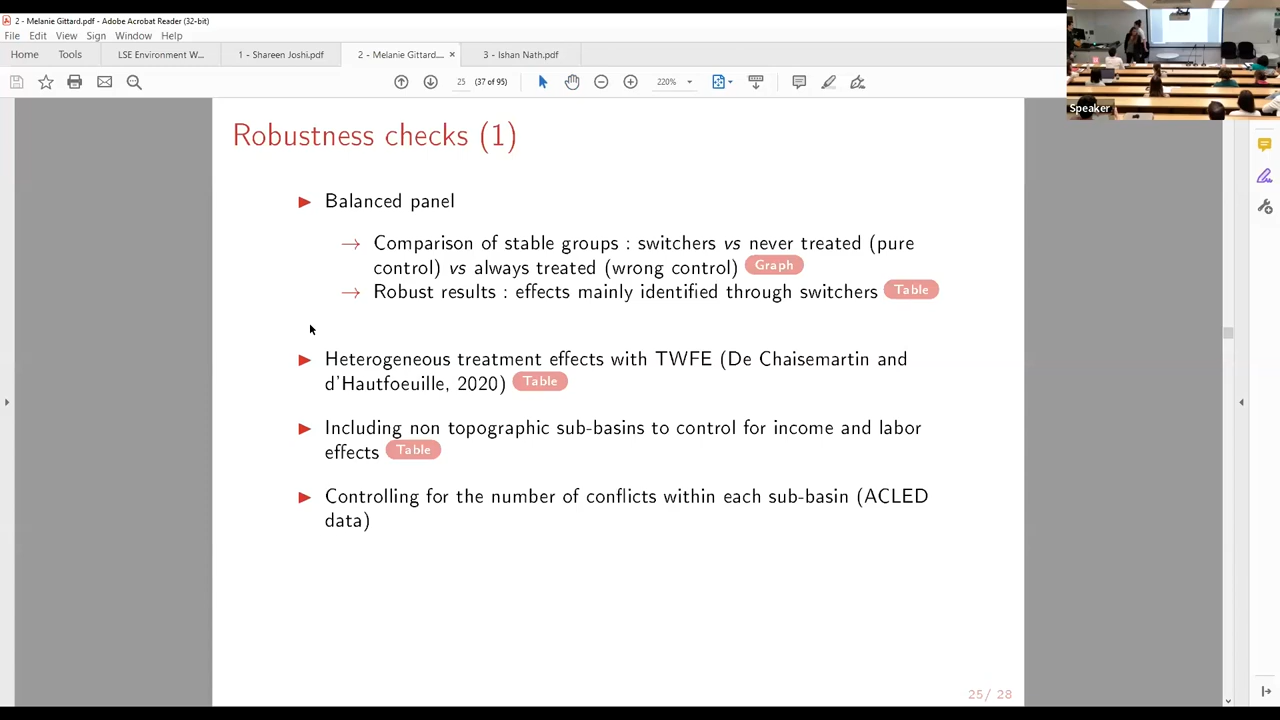 2 - Melanie Gittard.pdf - Adobe Acrobat Reader (32-bit)
File Edit View Sign Window Help
Home Tools LSE Environment W... 1 - Shareen Joshi.pdf 2 - Melanie Gittard.... × 3 - Ishan Nath.pdf
(37 of 95) 220%
Speaker
Robustness checks (1)
Balanced panel
→ Comparison of stable groups : switchers vs never treated (pure
control) vs always treated (wrong control) Graph
→ Robust results : effects mainly identified through switchers Table
Heterogeneous treatment effects with TWFE (De Chaisemartin and
d'Hautfoeuille, 2020) Table
Including non topographic sub-basins to control for income and labor
effects Table
Controlling for the number of conflicts within each sub-basin (ACLED
data)
25/ 28